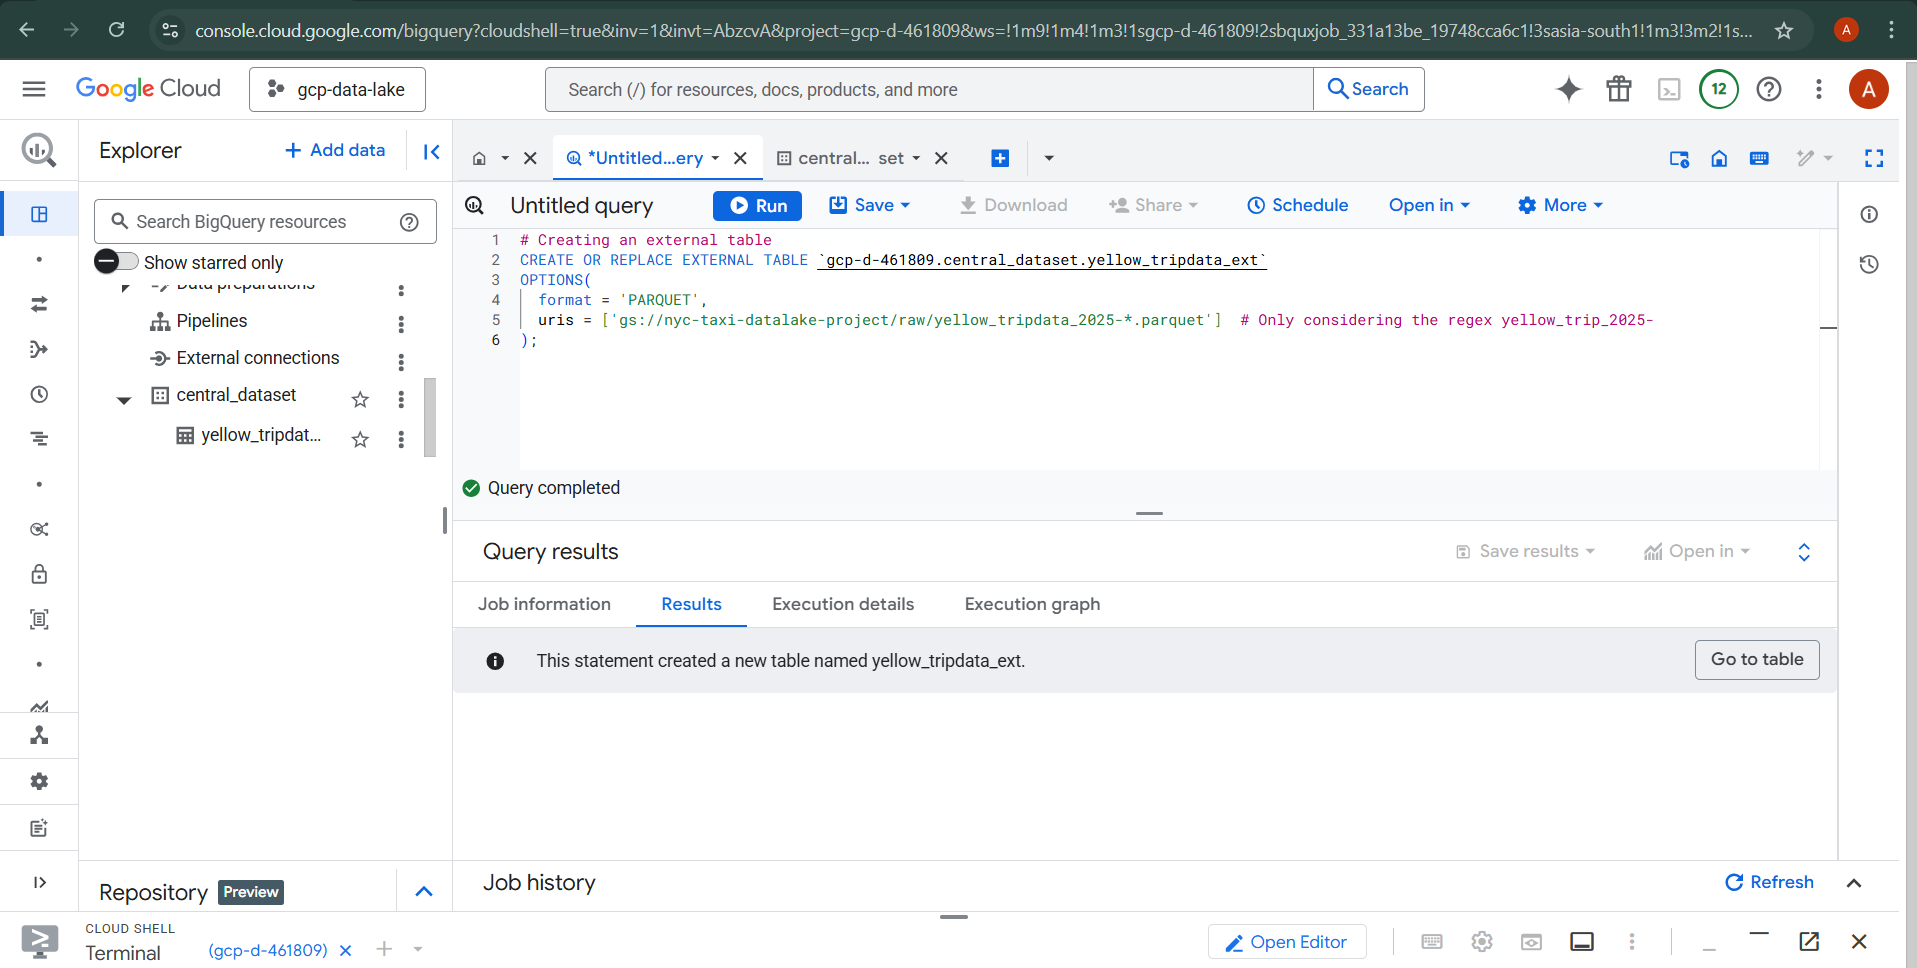 console.cloud.google.com/bigquery?cloudshell=true&inv=1&invt=AbzcvA&project=gcp-d-461809&ws=!1m9!1m4!1m3!1sgcp-d-461809!2sbquxjob_331a13be_19748cca6c1!3sasia-south1!1m3!3m2!1s...
A
Google Cloud
gcp-data-lake
Search (/) for resources, docs, products, and more
Search
12
A
Explorer
+ Add data
*Untitled...ery
central... set
Search BigQuery resources
Show starred only
Data preparations
Pipelines
External connections
central_dataset
yellow_tripdat...
Untitled query
Run
Save
Download
Share
Schedule
Open in
More
1 # Creating an external table
2 CREATE OR REPLACE EXTERNAL TABLE `gcp-d-461809.central_dataset.yellow_tripdata_ext`
3 OPTIONS(
4 format = 'PARQUET',
5 uris = ['gs://nyc-taxi-datalake-project/raw/yellow_tripdata_2025-*.parquet'] # Only considering the regex yellow_trip_2025-
6 );
Query completed
Query results
Save results
Open in
Job information
Results
Execution details
Execution graph
This statement created a new table named yellow_tripdata_ext.
Go to table
Repository Preview
Job history
Refresh
CLOUD SHELL
Terminal
(gcp-d-461809)
Open Editor